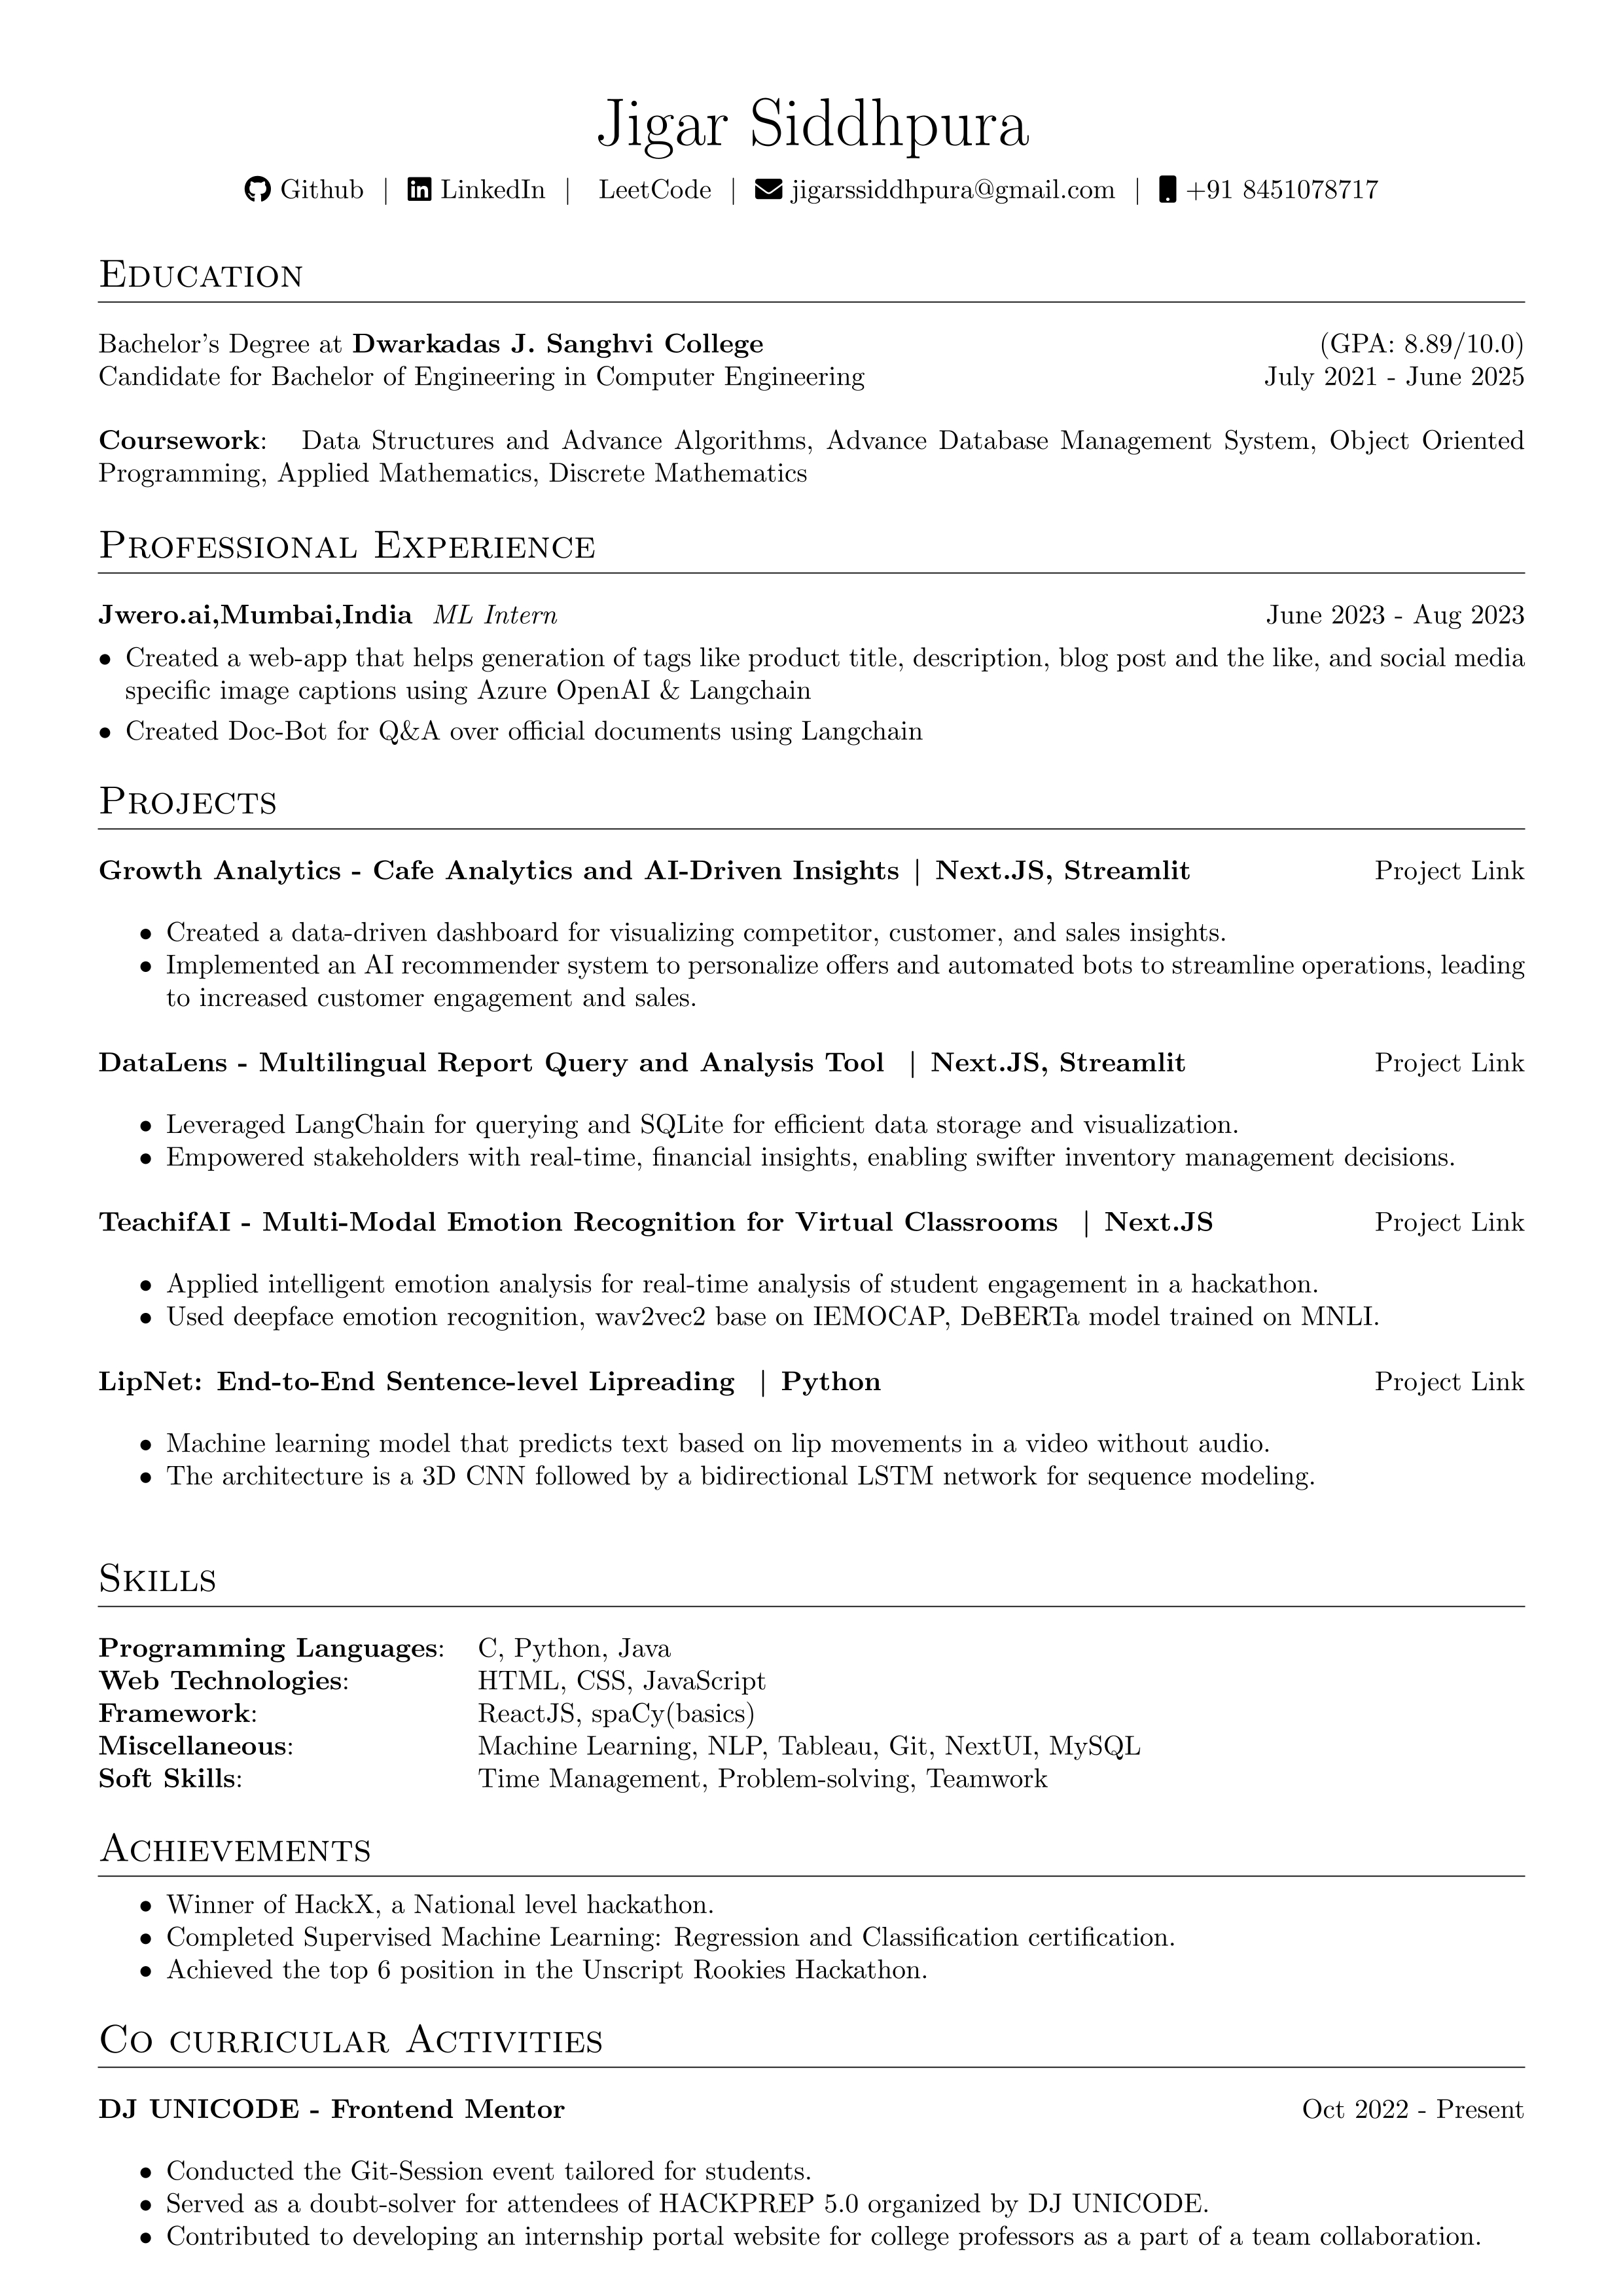 Jigar Siddhpura
Github | LinkedIn | LeetCode | jigarssiddhpura@gmail.com | +91 8451078717
Education
Bachelor's Degree at Dwarkadas J. Sanghvi College (GPA: 8.89/10.0)
Candidate for Bachelor of Engineering in Computer Engineering July 2021 - June 2025
Coursework: Data Structures and Advance Algorithms, Advance Database Management System, Object Oriented
Programming, Applied Mathematics, Discrete Mathematics
Professional Experience
Jwero.ai,Mumbai,India ML Intern June 2023 - Aug 2023
• Created a web-app that helps generation of tags like product title, description, blog post and the like, and social media
specific image captions using Azure OpenAI & Langchain
• Created Doc-Bot for Q&A over official documents using Langchain
Projects
Growth Analytics - Cafe Analytics and AI-Driven Insights | Next.JS, Streamlit Project Link
• Created a data-driven dashboard for visualizing competitor, customer, and sales insights.
• Implemented an AI recommender system to personalize offers and automated bots to streamline operations, leading
to increased customer engagement and sales.
DataLens - Multilingual Report Query and Analysis Tool | Next.JS, Streamlit Project Link
• Leveraged LangChain for querying and SQLite for efficient data storage and visualization.
• Empowered stakeholders with real-time, financial insights, enabling swifter inventory management decisions.
TeachifAI - Multi-Modal Emotion Recognition for Virtual Classrooms | Next.JS Project Link
• Applied intelligent emotion analysis for real-time analysis of student engagement in a hackathon.
• Used deepface emotion recognition, wav2vec2 base on IEMOCAP, DeBERTa model trained on MNLI.
LipNet: End-to-End Sentence-level Lipreading | Python Project Link
• Machine learning model that predicts text based on lip movements in a video without audio.
• The architecture is a 3D CNN followed by a bidirectional LSTM network for sequence modeling.
Skills
Programming Languages: C, Python, Java
Web Technologies: HTML, CSS, JavaScript
Framework: ReactJS, spaCy(basics)
Miscellaneous: Machine Learning, NLP, Tableau, Git, NextUI, MySQL
Soft Skills: Time Management, Problem-solving, Teamwork
Achievements
• Winner of HackX, a National level hackathon.
• Completed Supervised Machine Learning: Regression and Classification certification.
• Achieved the top 6 position in the Unscript Rookies Hackathon.
Co curricular Activities
DJ UNICODE - Frontend Mentor Oct 2022 - Present
• Conducted the Git-Session event tailored for students.
• Served as a doubt-solver for attendees of HACKPREP 5.0 organized by DJ UNICODE.
• Contributed to developing an internship portal website for college professors as a part of a team collaboration.